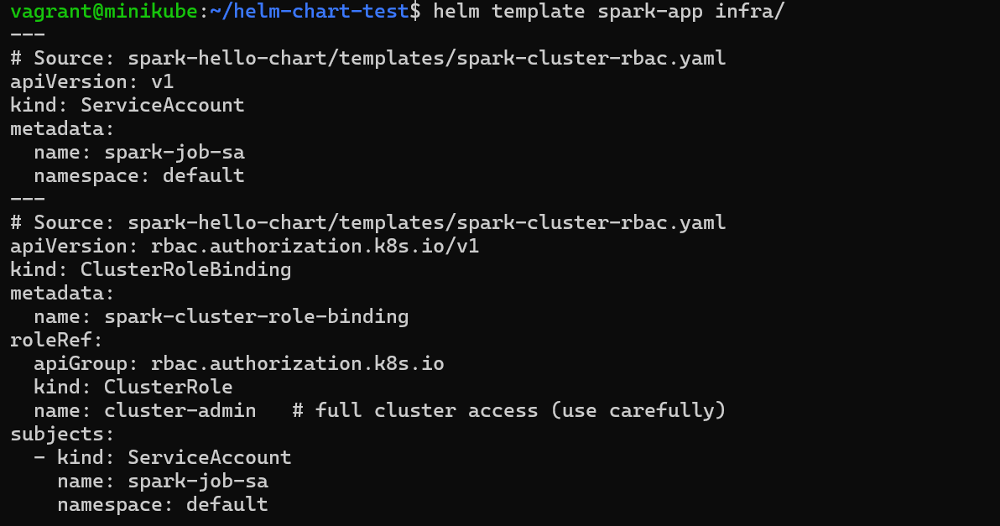 vagrant@minikube:~/helm-chart-test$ helm template spark-app infra/
---
# Source: spark-hello-chart/templates/spark-cluster-rbac.yaml
apiVersion: v1
kind: ServiceAccount
metadata:
  name: spark-job-sa
  namespace: default
---
# Source: spark-hello-chart/templates/spark-cluster-rbac.yaml
apiVersion: rbac.authorization.k8s.io/v1
kind: ClusterRoleBinding
metadata:
  name: spark-cluster-role-binding
roleRef:
  apiGroup: rbac.authorization.k8s.io
  kind: ClusterRole
  name: cluster-admin   # full cluster access (use carefully)
subjects:
  - kind: ServiceAccount
    name: spark-job-sa
    namespace: default